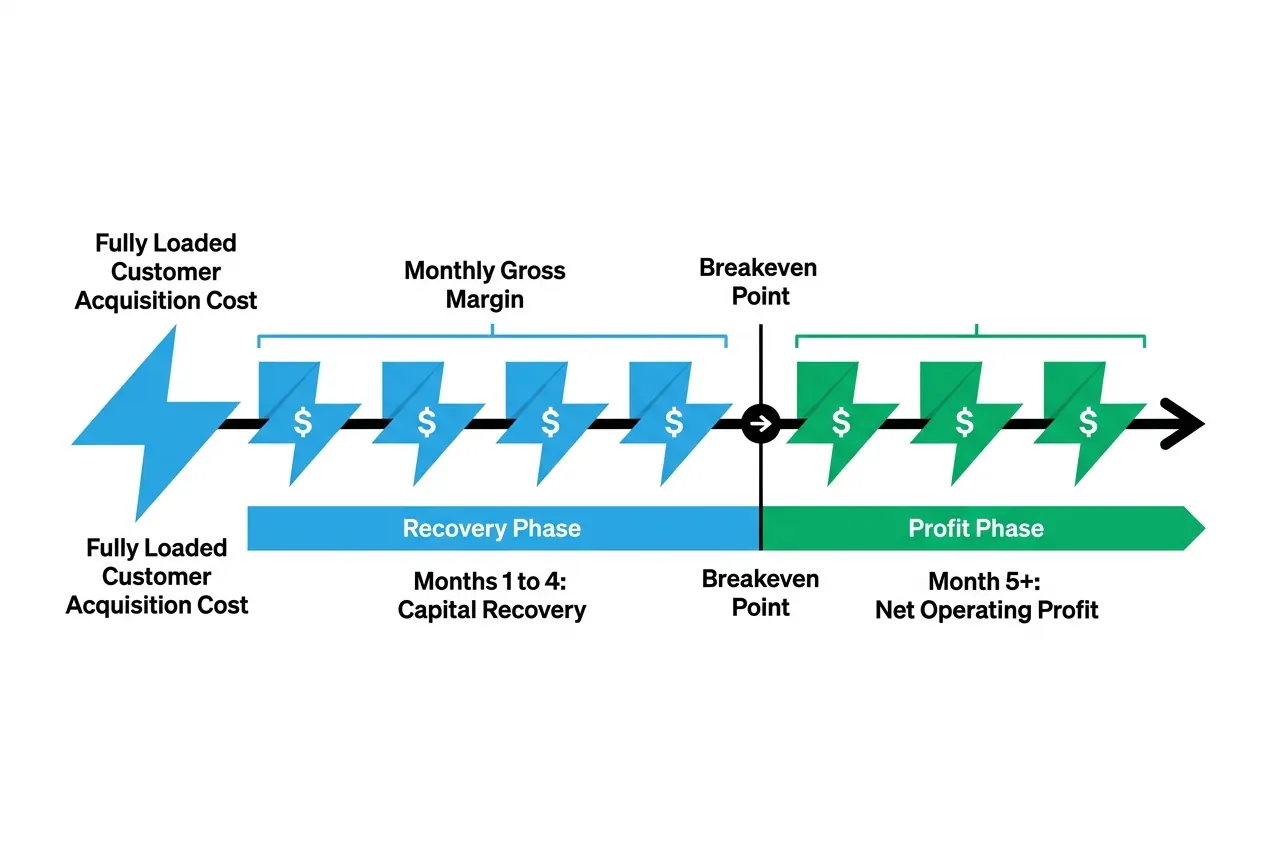 Fully Loaded
Customer
Acquisition Cost
Monthly Gross
Margin
Breakeven
Point
$ $ $ $ $ $ $
Recovery Phase
Profit Phase
Fully Loaded
Customer
Acquisition Cost
Months 1 to 4:
Capital Recovery
Breakeven
Point
Month 5+:
Net Operating Profit